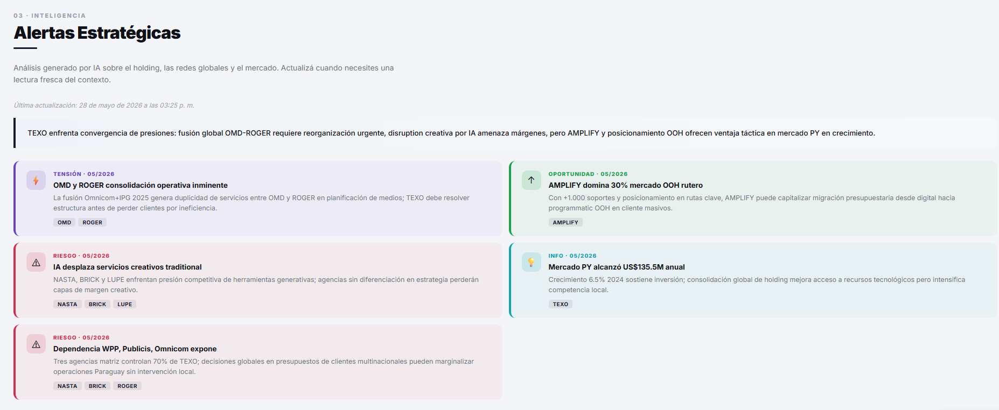 03 · INTELIGENCIA
Alertas Estratégicas
Análisis generado por IA sobre el holding, las redes globales y el mercado. Actualizá cuando necesites una
lectura fresca del contexto.
Última actualización: 28 de mayo de 2026 a las 03:25 p. m.
TEXO enfrenta convergencia de presiones: fusión global OMD-ROGER requiere reorganización urgente, disruption creativa por IA amenaza márgenes, pero AMPLIFY y posicionamiento OOH ofrecen ventaja táctica en mercado PY en crecimiento.
TENSIÓN · 05/2026
OMD y ROGER consolidación operativa inminente
La fusión Omnicom+IPG 2025 genera duplicidad de servicios entre OMD y ROGER en planificación de medios; TEXO debe resolver
estructura antes de perder clientes por ineficiencia.
OMD ROGER
OPORTUNIDAD · 05/2026
AMPLIFY domina 30% mercado OOH rutero
Con +1.000 soportes y posicionamiento en rutas clave, AMPLIFY puede capitalizar migración presupuestaria desde digital hacia
programmatic OOH en cliente masivos.
AMPLIFY
RIESGO · 05/2026
IA desplaza servicios creativos traditional
NASTA, BRICK y LUPE enfrentan presión competitiva de herramientas generativas; agencias sin diferenciación en estrategia perderán
capas de margen creativo.
NASTA BRICK LUPE
INFO · 05/2026
Mercado PY alcanzó US$135.5M anual
Crecimiento 6.5% 2024 sostiene inversión; consolidación global de holding mejora acceso a recursos tecnológicos pero intensifica
competencia local.
TEXO
RIESGO · 05/2026
Dependencia WPP, Publicis, Omnicom expone
Tres agencias matriz controlan 70% de TEXO; decisiones globales en presupuestos de clientes multinacionales pueden marginalizar
operaciones Paraguay sin intervención local.
NASTA BRICK ROGER